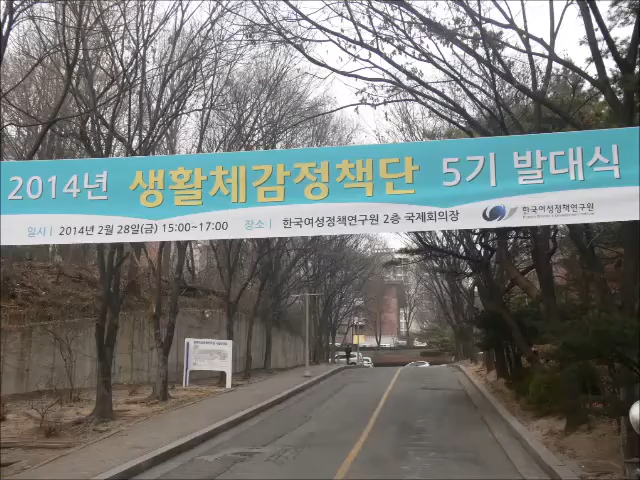 2014년 생활체감정책단 5기 발대식
일시 | 2014년 2월 28일(금) 15:00~17:00 장소 | 한국여성정책연구원 2층 국제회의장
한국여성정책연구원